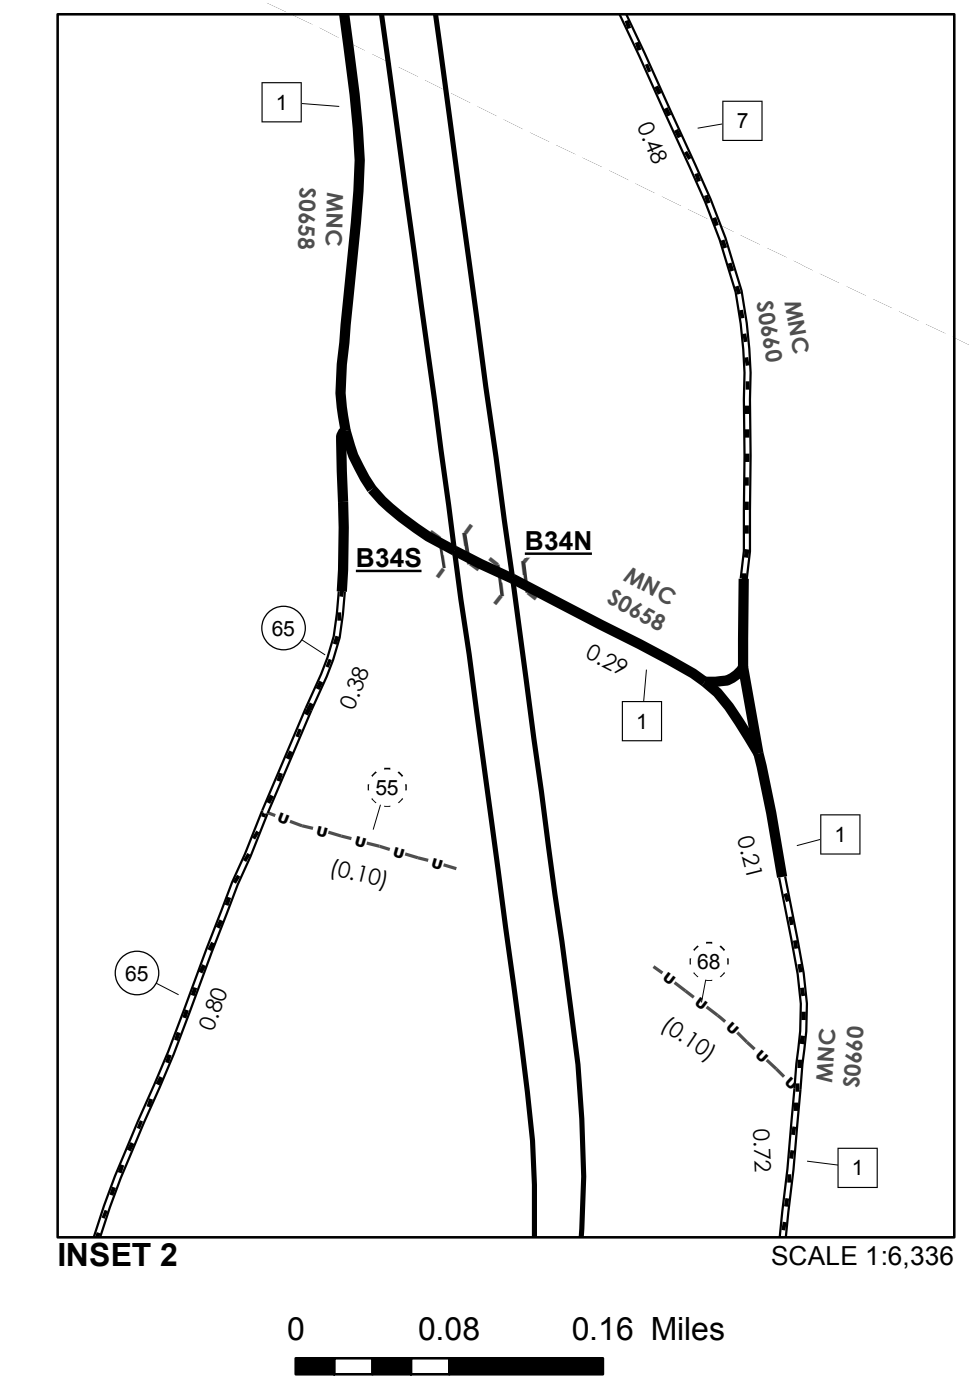 1
7
0.48
MNC
S0658
MNC
S0660
B34S
B34N
MNC
S0658
65
0.29
0.38
1
55
1
0.21
(0.10)
65
68
0.80
(0.10)
MNC
S0660
0.72
1
U U U U U
U U U U U
INSET 2
SCALE 1:6,336
0 0.08 0.16 Miles